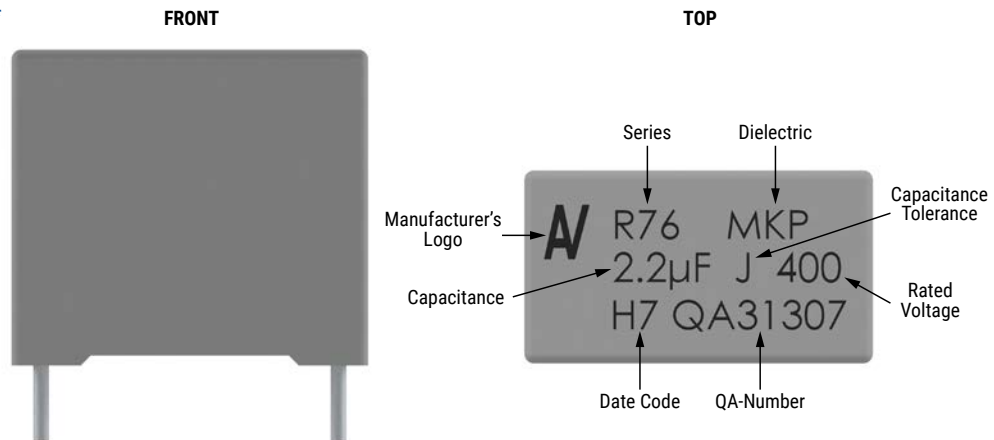 FRONT
TOP
Series
Dielectric
Capacitance
Tolerance
Manufacturer's
Logo
AV
R76 MKP
2.2µF J 400
H7 QA31307
Capacitance
Rated
Voltage
Date Code
QA-Number